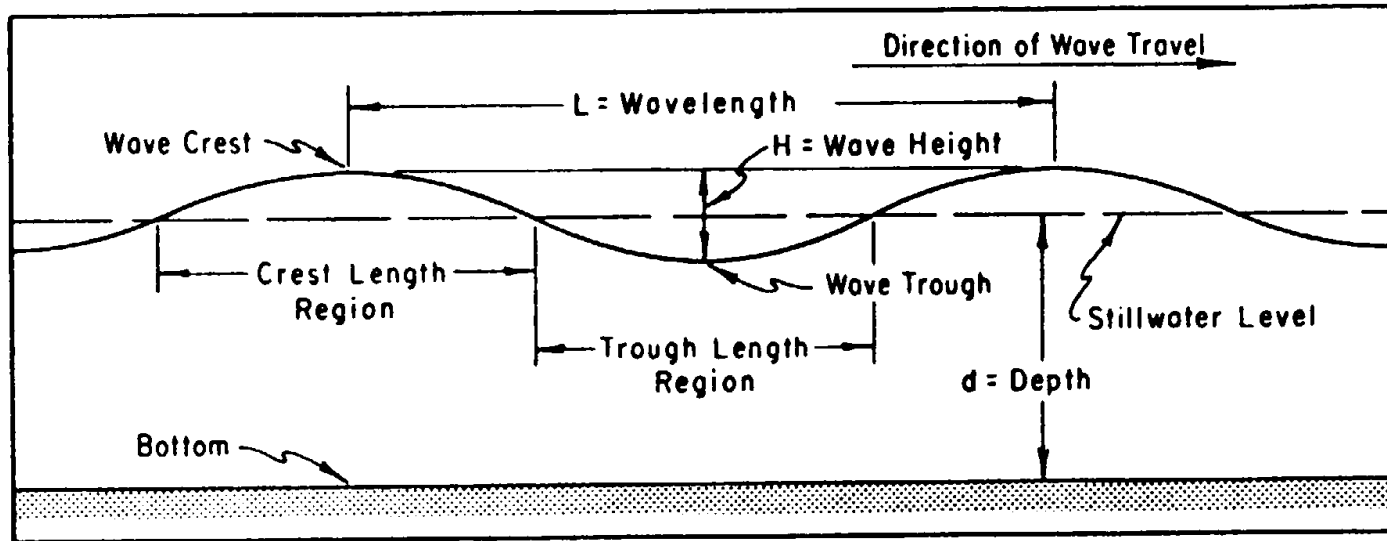 Direction of Wave Travel
L = Wavelength
Wave Crest
H = Wave Height
Crest Length
Region
Wave Trough
Stillwater Level
Trough Length
Region
d = Depth
Bottom